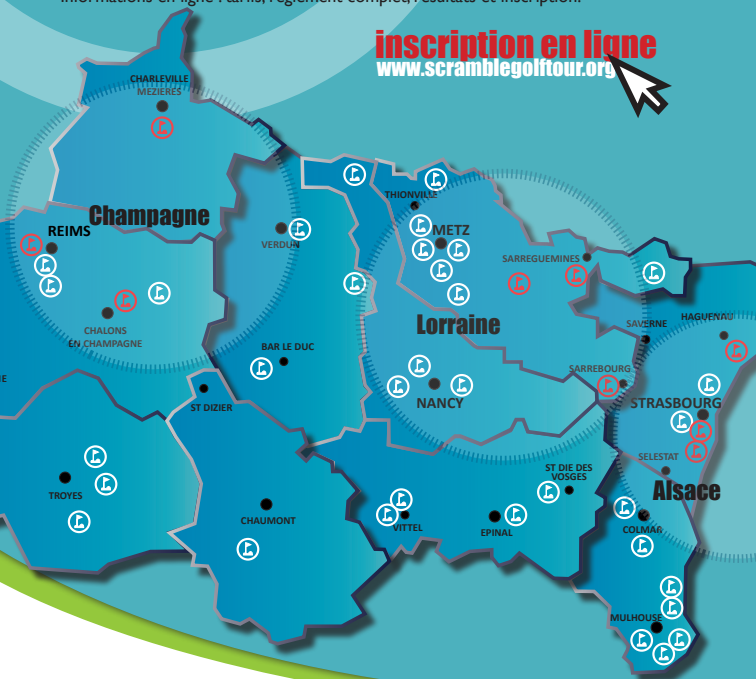 inscription en ligne
www.scramblegolftour.org
CHARLEVILLE
MEZIERES
THIONVILLE
Champagne
REIMS
METZ
VERDUN
SARREGUEMINES
CHALONS
EN CHAMPAGNE
Lorraine
SAVERNE
HAGUENAU
BAR LE DUC
SARREBOURG
ST DIZIER
NANCY
STRASBOURG
SELESTAT
ST DIE DES
VOSGES
TROYES
Alsace
CHAUMONT
VITTEL
EPINAL
COLMAR
MULHOUSE